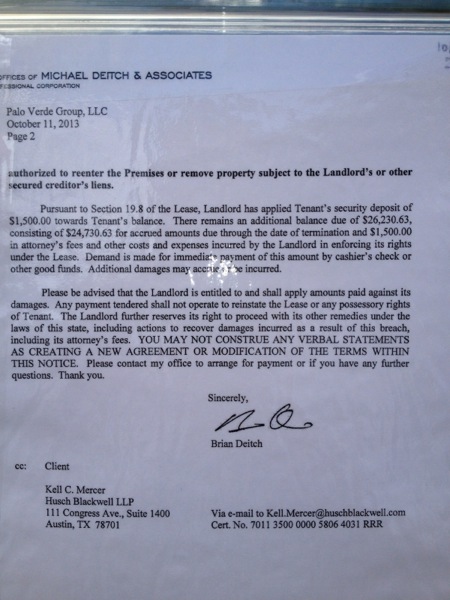 OFFICES OF MICHAEL DEITCH & ASSOCIATES
FESSIONAL CORPORATION
Palo Verde Group, LLC
October 11, 2013
Page 2
authorized to reenter the Premises or remove property subject to the Landlord's or other
secured creditor's liens.
Pursuant to Section 19.8 of the Lease, Landlord has applied Tenant's security deposit of
$1,500.00 towards Tenant's balance. There remains an additional balance due of $26,230.63,
consisting of $24,730.63 for accrued amounts due through the date of termination and $1,500.00
in attorney's fees and other costs and expenses incurred by the Landlord in enforcing its rights
under the Lease. Demand is made for immediate payment of this amount by cashier's check or
other good funds. Additional damages may accrue be incurred.
Please be advised that the Landlord is entitled to and shall apply amounts paid against its
damages. Any payment tendered shall not operate to reinstate the Lease or any possessory rights
of Tenant. The Landlord further reserves its right to proceed with its other remedies under the
laws of this state, including actions to recover damages incurred as a result of this breach,
including its attorney's fees. YOU MAY NOT CONSTRUE ANY VERBAL STATEMENTS
AS CREATING A NEW AGREEMENT OR MODIFICATION OF THE TERMS WITHIN
THIS NOTICE. Please contact my office to arrange for payment or if you have any further
questions. Thank you.
Sincerely,
Brian Deitch
cc: Client
Kell C. Mercer
Husch Blackwell LLP
111 Congress Ave., Suite 1400
Austin, TX 78701
Via e-mail to Kell.Mercer@huschblackwell.com
Cert. No. 7011 3500 0000 5806 4031 RRR